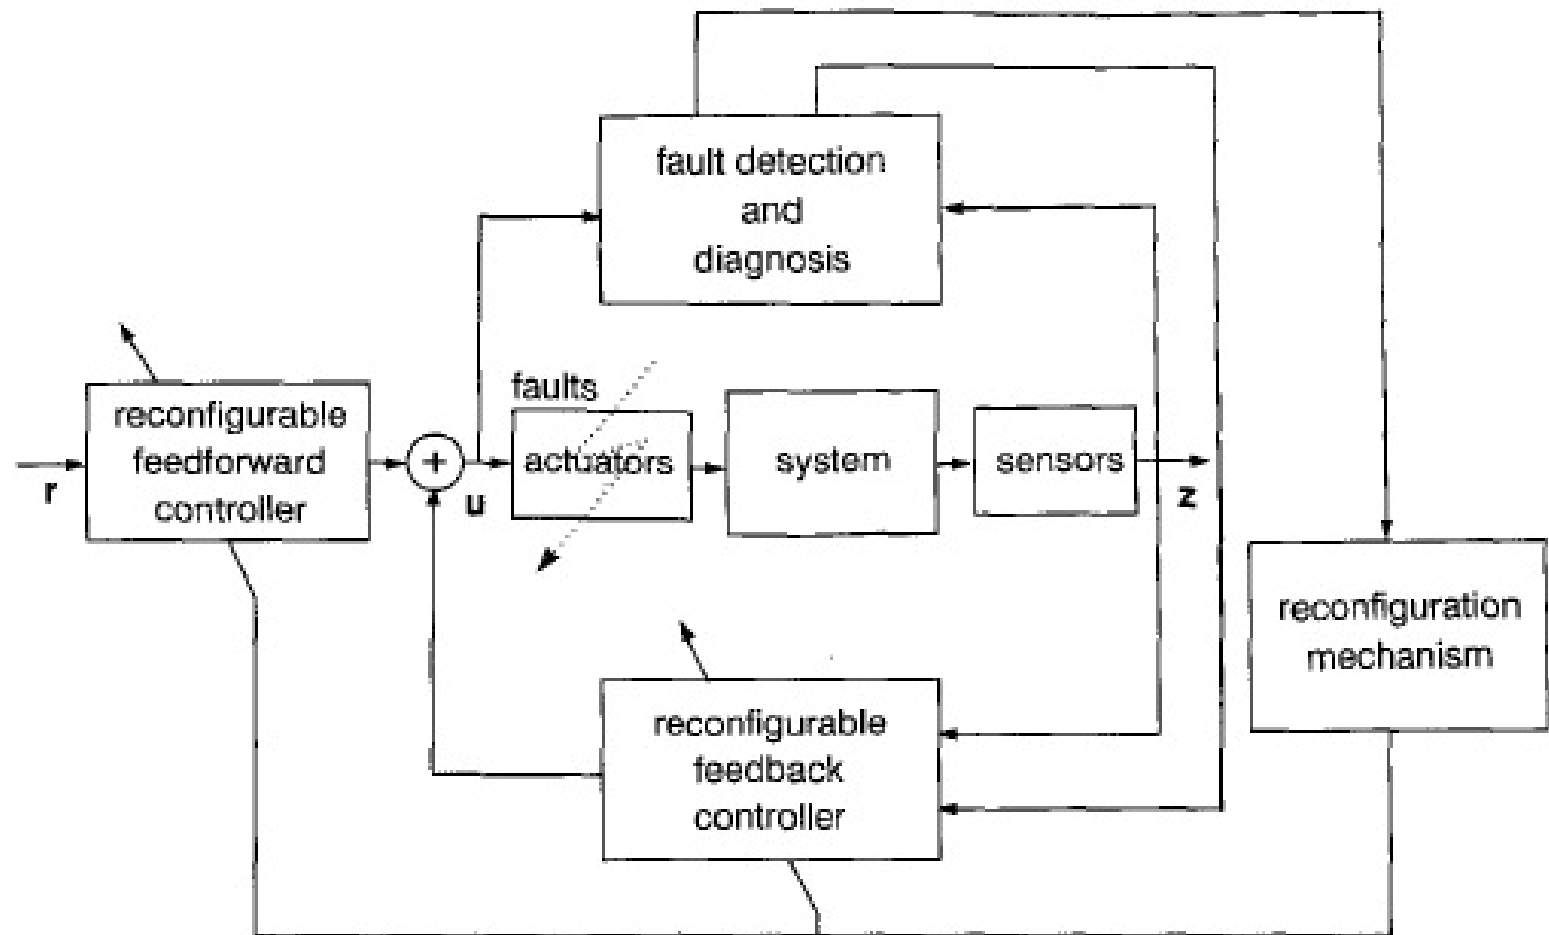 fault detection
and
diagnosis
faults
reconfigurable
feedforward
controller
r
+
u
actuators
system
sensors
z
reconfiguration
mechanism
reconfigurable
feedback
controller